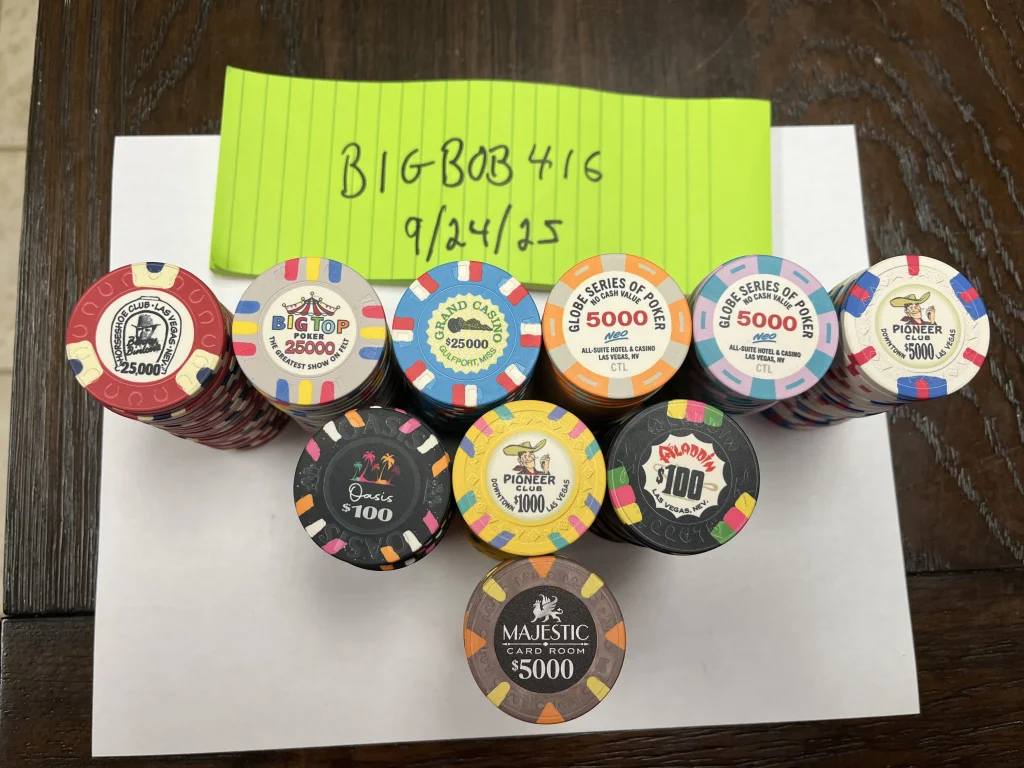 BIGBOB416
9/24/25
HORSESHOE CLUB • LAS VEGAS, NEV.
25,000
BIG TOP
POKER
25000
THE GREATEST SHOW ON FELT
GRAND CASINO
$25000
GULFPORT, MISS
GLOBE SERIES OF POKER
NO CASH VALUE
5000
Neo
ALL-SUITE HOTEL & CASINO
LAS VEGAS, NV
CTL
GLOBE SERIES OF POKER
NO CASH VALUE
5000
Neo
ALL-SUITE HOTEL & CASINO
LAS VEGAS, NV
CTL
PIONEER
CLUB
$5000
DOWNTOWN LAS VEGAS
OASIS
Oasis
$100
PIONEER
CLUB
$1000
DOWNTOWN LAS VEGAS
ALADDIN
$100
LAS VEGAS, NEV.
MAJESTIC
CARD ROOM
$5000